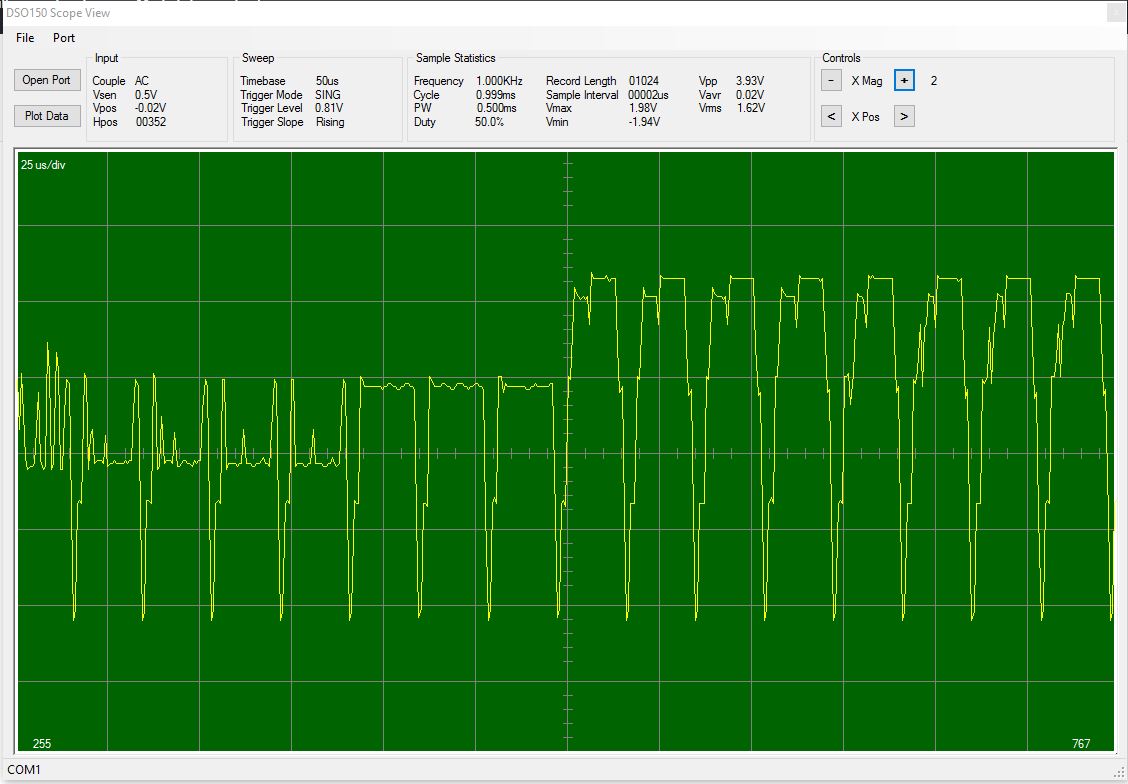 DSO150 Scope View
File Port
Input
Sweep
Sample Statistics
Controls
Open Port
Plot Data
Couple AC
Vsen 0.5V
Vpos -0.02V
Hpos 00352
Timebase 50us
Trigger Mode SING
Trigger Level 0.81V
Trigger Slope Rising
Frequency 1.000KHz
Cycle 0.999ms
PW 0.500ms
Duty 50.0%
Record Length 01024
Sample Interval 00002us
Vmax 1.98V
Vmin -1.94V
Vpp 3.93V
Vavr 0.02V
Vrms 1.62V
- X Mag + 2
< X Pos >
25 us/div
255
767
COM1